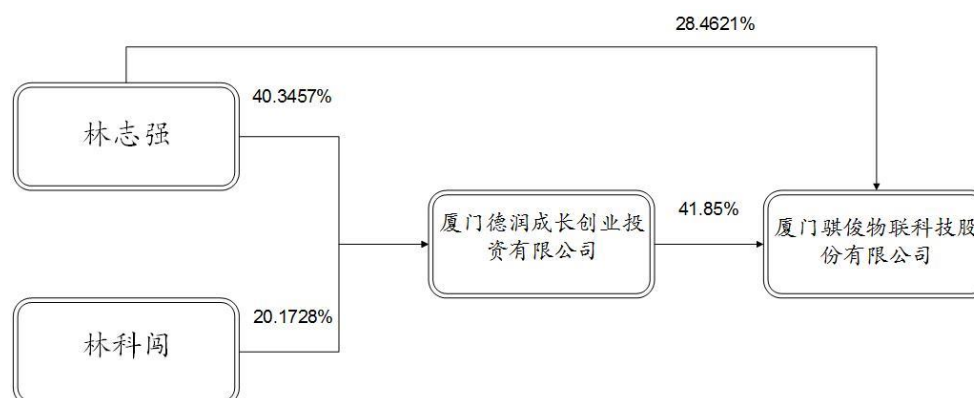 28.4621%
40.3457%
林志强
厦门德润成长创业投
资有限公司
41.85%
厦门骐俊物联科技股
份有限公司
20.1728%
林科闯